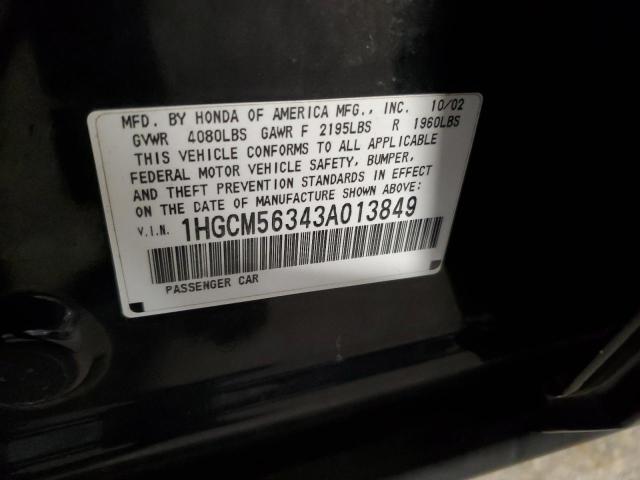 MFD. BY HONDA OF AMERICA MFG., INC. 10/02
GVWR 4080LBS GAWR F 2195LBS R 1960LBS
THIS VEHICLE CONFORMS TO ALL APPLICABLE
FEDERAL MOTOR VEHICLE SAFETY, BUMPER,
AND THEFT PREVENTION STANDARDS IN EFFECT
ON THE DATE OF MANUFACTURE SHOWN ABOVE:
V.I.N. 1HGCM56343A013849
PASSENGER CAR